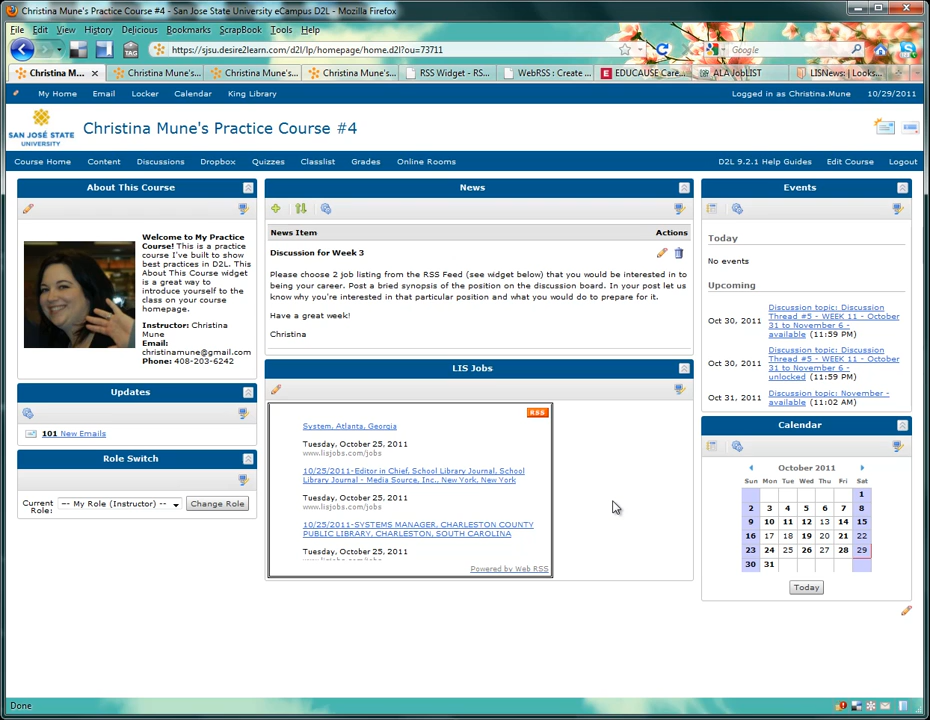 Christina Mune's Practice Course #4 - San Jose State University eCampus D2L - Mozilla Firefox
File Edit View History Delicious Bookmarks ScrapBook Tools Help
https://sjsu.desire2learn.com/d2l/lp/homepage/home.d2l?ou=73711
Google
Christina M...
Christina Mune's...
Christina Mune's...
Christina Mune's...
RSS Widget - RS...
WebRSS : Create ...
EDUCAUSE Care...
ALA JobLIST
LISNews: | Looks...
My Home Email Locker Calendar King Library
Logged in as Christina.Mune 10/29/2011
SAN JOSÉ STATE
UNIVERSITY
Christina Mune's Practice Course #4
Course Home Content Discussions Dropbox Quizzes Classlist Grades Online Rooms
D2L 9.2.1 Help Guides Edit Course Logout
About This Course
Welcome to My Practice
Course! This is a practice
course I've built to show
best practices in D2L. This
About This Course widget
is a great way to
introduce yourself to the
class on your course
homepage.
Instructor: Christina
Mune
Email:
christinamune@gmail.com
Phone: 408-203-6242
Updates
101 New Emails
Role Switch
Current
Role:
-- My Role (Instructor) --
Change Role
News
News Item Actions
Discussion for Week 3
Please choose 2 job listing from the RSS Feed (see widget below) that you would be interested in to
being your career. Post a bried synopsis of the position on the discussion board. In your post let us
know why you're interested in that particular position and what you would do to prepare for it.
Have a great week!
Christina
LIS Jobs
RSS
System, Atlanta, Georgia
Tuesday, October 25, 2011
www.lisjobs.com/jobs
10/25/2011-Editor in Chief, School Library Journal, School
Library Journal - Media Source, Inc., New York, New York
Tuesday, October 25, 2011
www.lisjobs.com/jobs
10/25/2011-SYSTEMS MANAGER, CHARLESTON COUNTY
PUBLIC LIBRARY, CHARLESTON, SOUTH CAROLINA
Tuesday, October 25, 2011
www.lisjobs.com/jobs
Powered by Web RSS
Events
Today
No events
Upcoming
Oct 30, 2011
Discussion topic: Discussion
Thread #5 - WEEK 11 - October
31 to November 6 -
available (11:59 PM)
Oct 30, 2011
Discussion topic: Discussion
Thread #5 - WEEK 11 - October
31 to November 6 -
unlocked (11:59 PM)
Oct 31, 2011
Discussion topic: November -
available (11:02 AM)
Calendar
October 2011
Sun Mon Tue Wed Thu Fri Sat
1
2 3 4 5 6 7 8
9 10 11 12 13 14 15
16 17 18 19 20 21 22
23 24 25 26 27 28 29
30 31
Today
Done